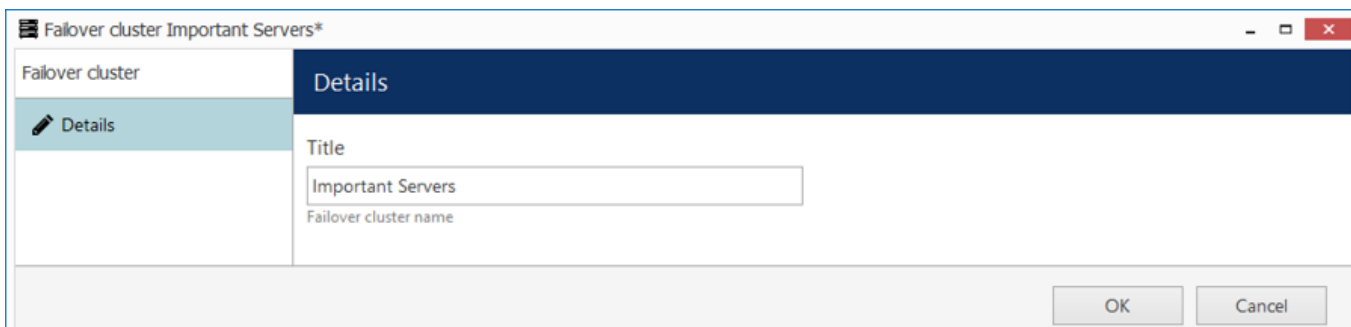 Failover cluster Important Servers*
Failover cluster
Details
Details
Title
Important Servers
Failover cluster name
OK
Cancel